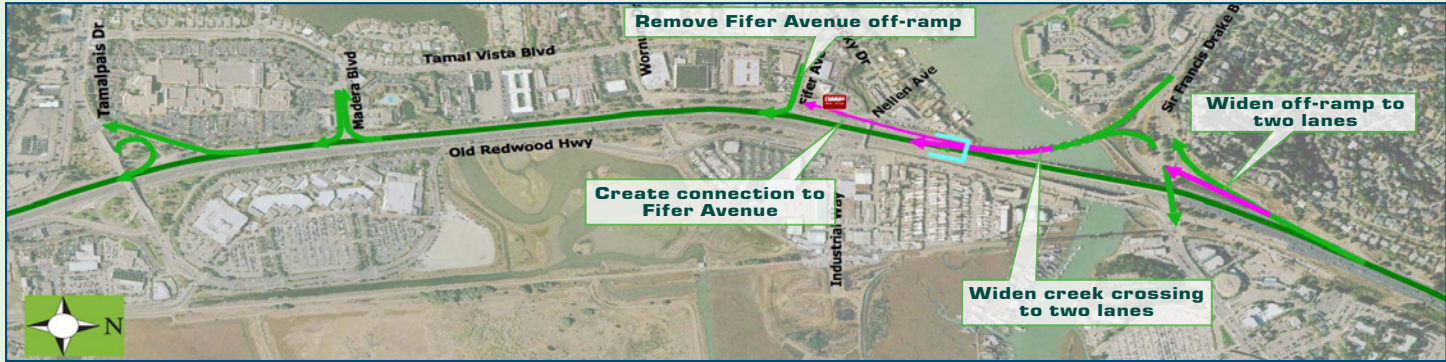 Remove Fifer Avenue off-ramp
Tamalpais Dr
Madera Blvd
Tamal Vista Blvd
Fifer Ave
Nellen Ave
Sir Francis Drake B
Widen off-ramp to
two lanes
Old Redwood Hwy
Create connection to
Fifer Avenue
Industrial Way
Widen creek crossing
to two lanes
N